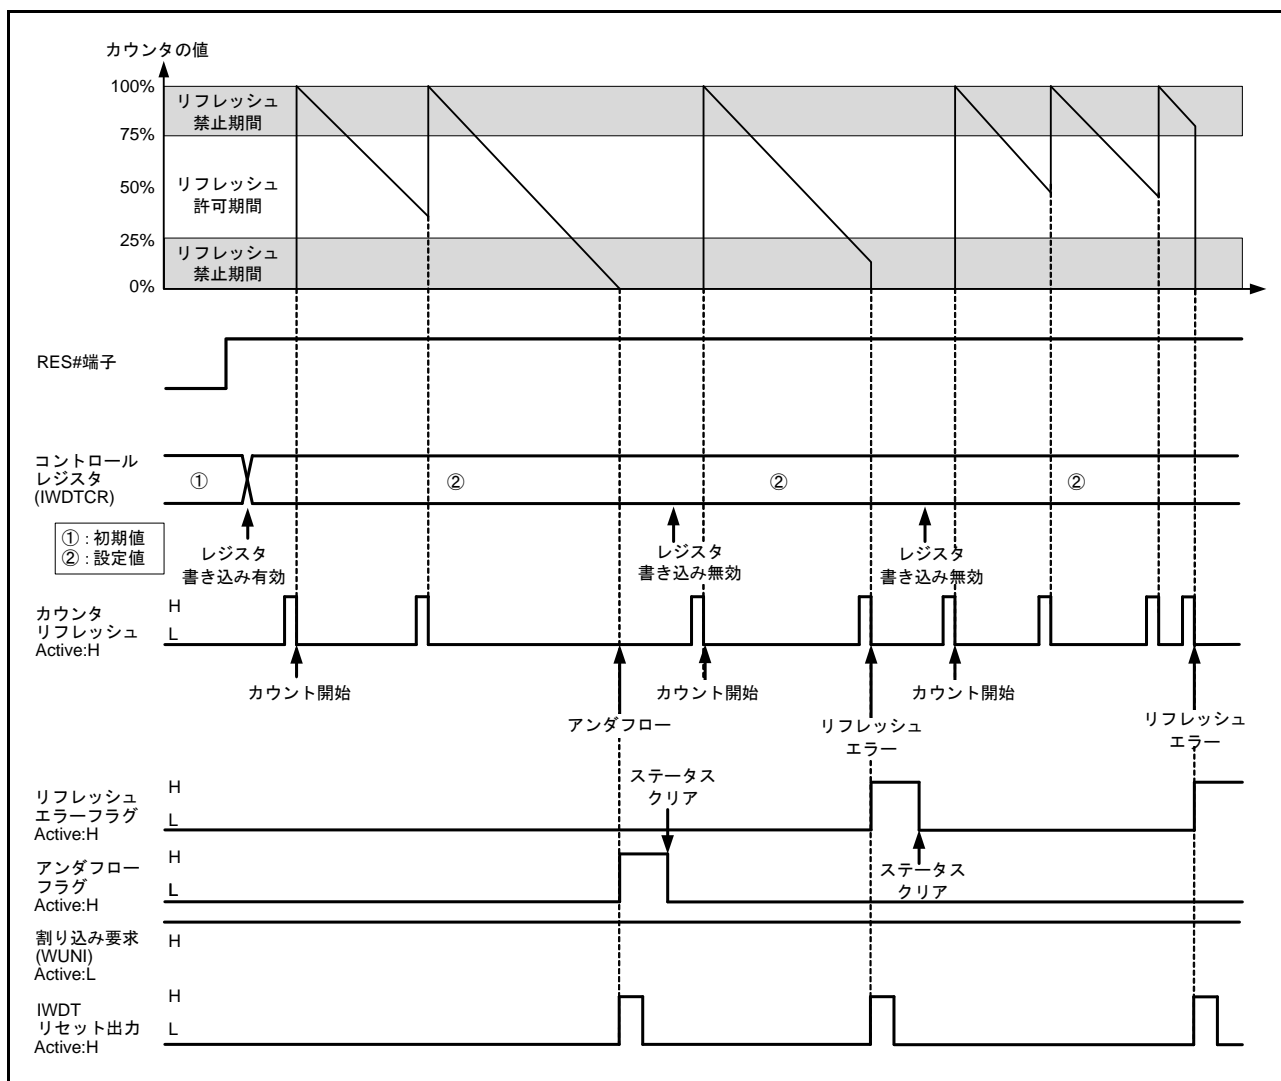 カウンタの値
100%
リフレッシュ
禁止期間
75%
50%
リフレッシュ
許可期間
25%
リフレッシュ
禁止期間
0%
RES#端子
コントロール
レジスタ
(IWDTCR)
①
②
②
②
①：初期値
②：設定値
レジスタ
書き込み有効
レジスタ
書き込み無効
レジスタ
書き込み無効
カウンタ
リフレッシュ
Active:H
H
L
カウント開始
カウント開始
カウント開始
アンダフロー
リフレッシュ
エラー
リフレッシュ
エラー
リフレッシュ
エラーフラグ
Active:H
H
L
ステータス
クリア
ステータス
クリア
アンダフロー
フラグ
Active:H
H
L
割り込み要求
(WUNI)
Active:L
H
IWDT
リセット出力
Active:H
H
L